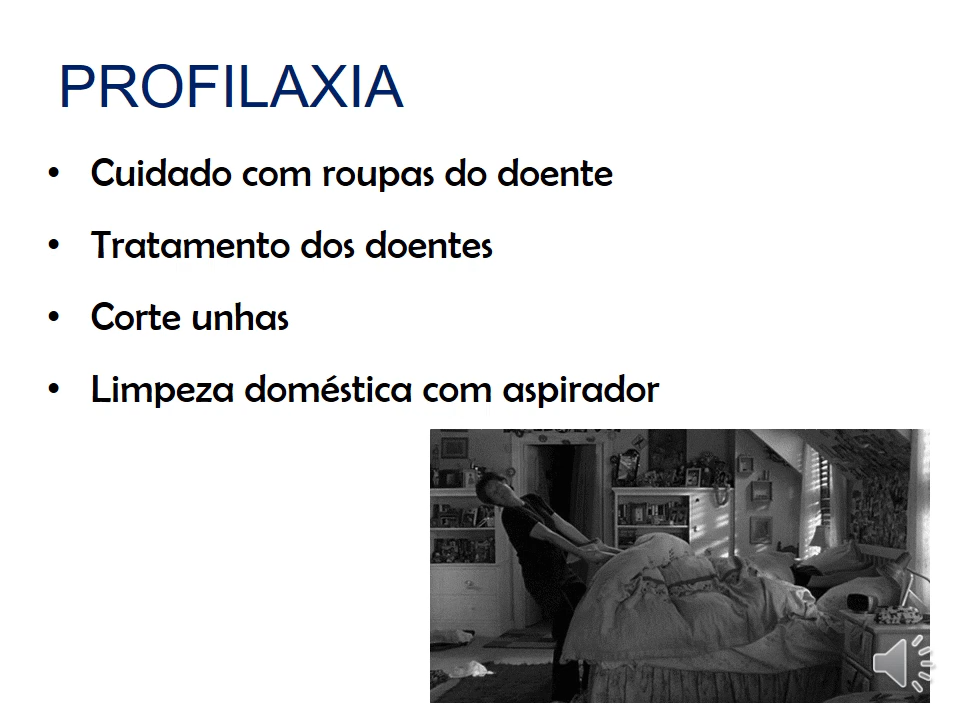 PROFILAXIA
• Cuidado com roupas do doente
• Tratamento dos doentes
• Corte unhas
• Limpeza doméstica com aspirador